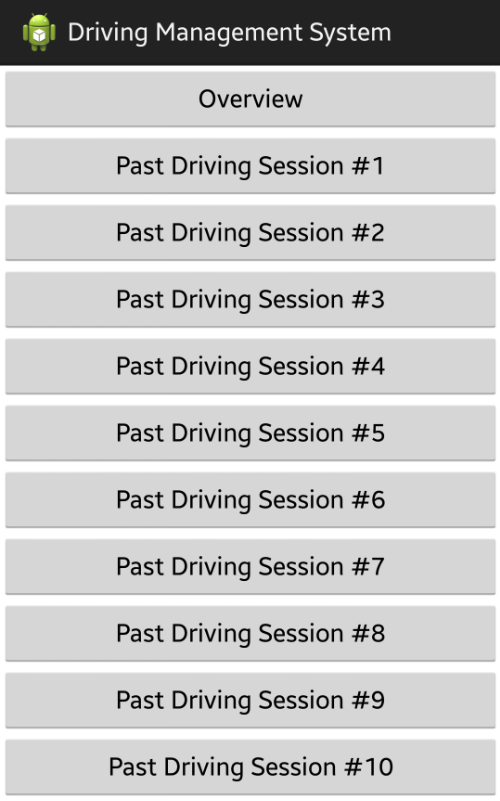 Driving Management System
Overview
Past Driving Session #1
Past Driving Session #2
Past Driving Session #3
Past Driving Session #4
Past Driving Session #5
Past Driving Session #6
Past Driving Session #7
Past Driving Session #8
Past Driving Session #9
Past Driving Session #10